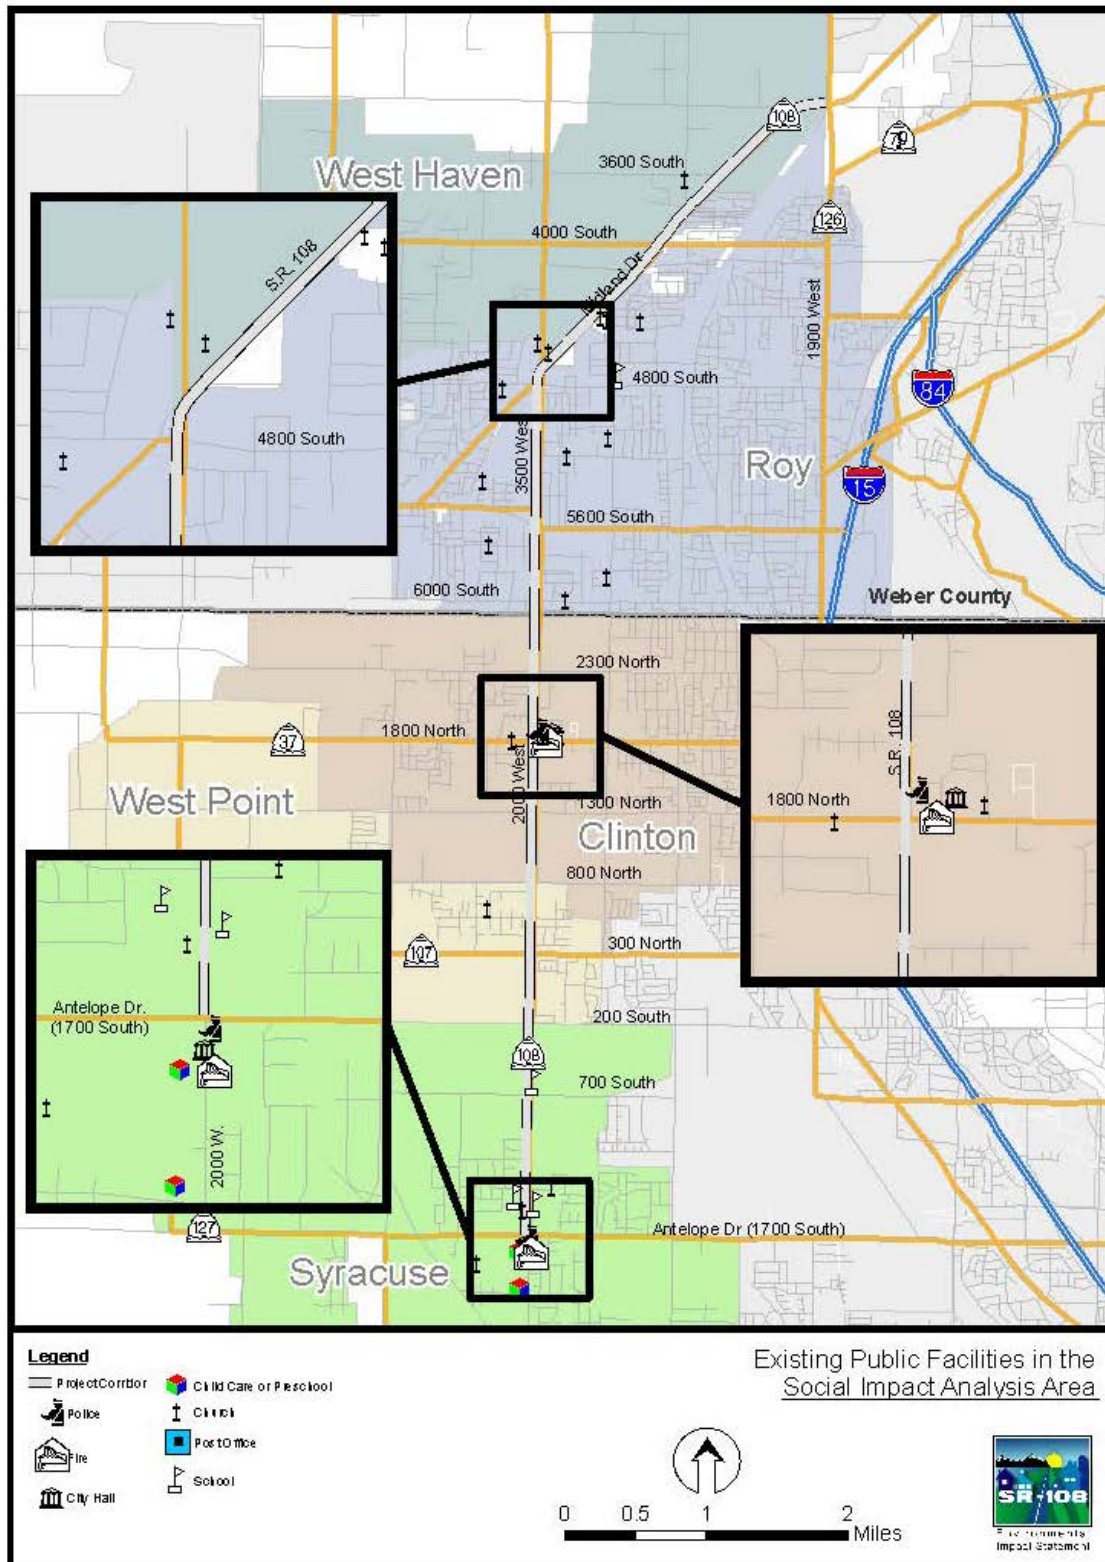 108
79
3600 South
West Haven
126
4000 South
S.R. 108
Midland Dr.
1900 West
4800 South
84
4800 South
3500 West
Roy
15
5600 South
6000 South
Weber County
2300 North
1800 North
37
2000 West
S.R. 108
1800 North
West Point
1300 North
Clinton
800 North
300 North
107
Antelope Dr.
(1700 South)
200 South
108
700 South
2000 W.
127
Antelope Dr (1700 South)
Syracuse
Legend
Project Corridor
Police
Fire
City Hall
Child Care or Preschool
Church
Post Office
School
Existing Public Facilities in the
Social Impact Analysis Area
0 0.5 1 2
Miles
SR-108
Environmental
Impact Statement